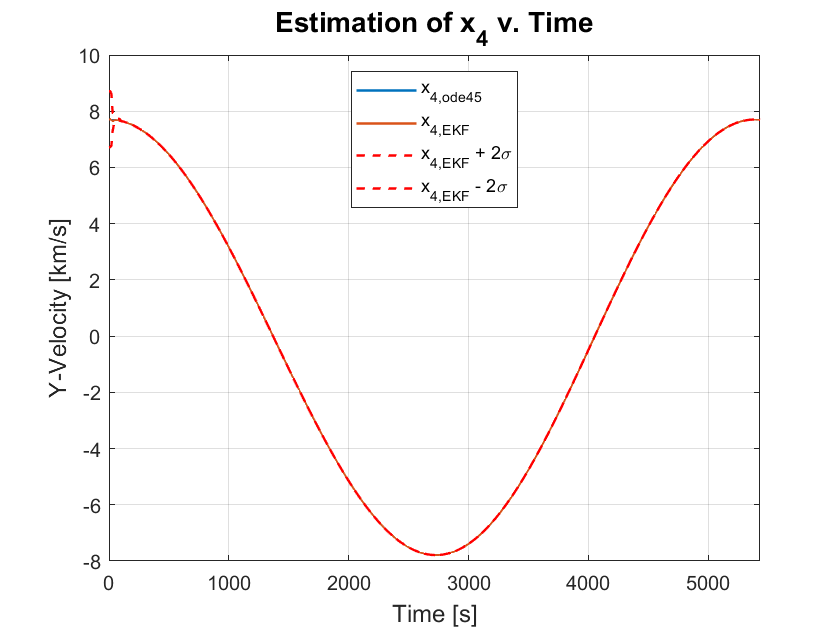 Estimation of x4 v. Time
10
8
6
4
2
0
-2
-4
-6
-8
Y-Velocity [km/s]
x4,ode45
x4,EKF
x4,EKF + 2σ
x4,EKF - 2σ
0 1000 2000 3000 4000 5000
Time [s]